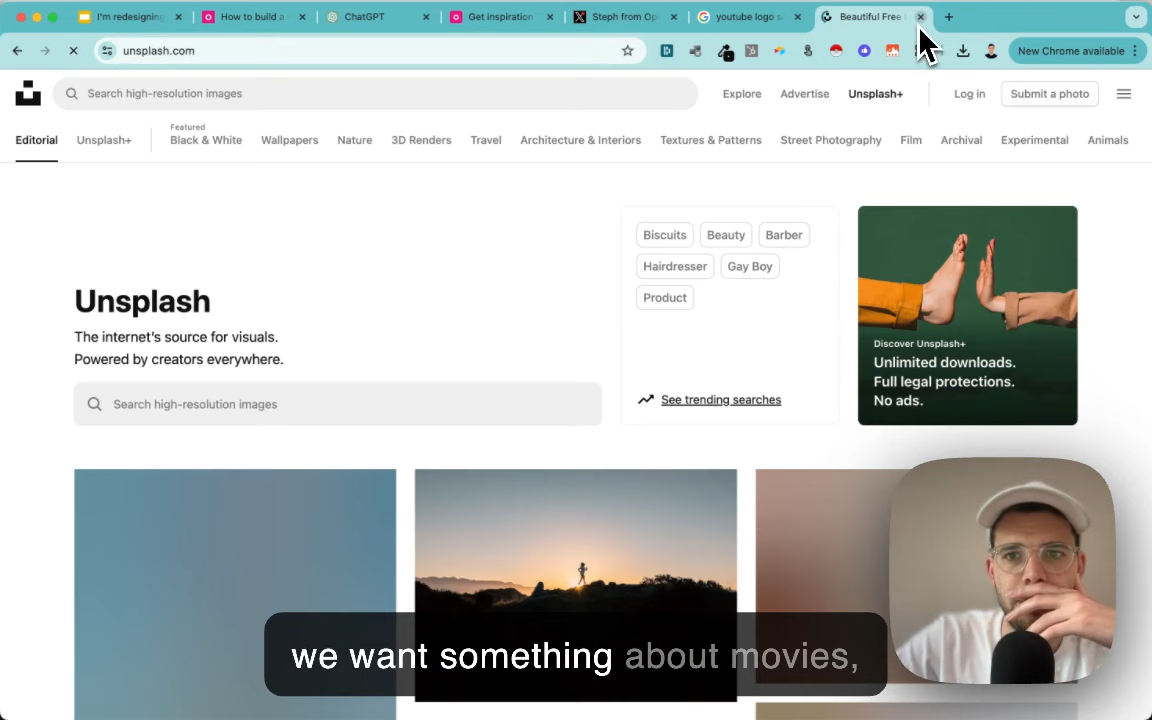 I'm redesigning
How to build a
ChatGPT
Get inspiration
Steph from Op
youtube logo s
Beautiful Free
unsplash.com
New Chrome available
Search high-resolution images
Explore
Advertise
Unsplash+
Log in
Submit a photo
Editorial
Unsplash+
Featured
Black & White
Wallpapers
Nature
3D Renders
Travel
Architecture & Interiors
Textures & Patterns
Street Photography
Film
Archival
Experimental
Animals
Unsplash
The internet's source for visuals.
Powered by creators everywhere.
Search high-resolution images
Biscuits
Beauty
Barber
Hairdresser
Gay Boy
Product
See trending searches
Discover Unsplash+
Unlimited downloads.
Full legal protections.
No ads.
we want something about movies,